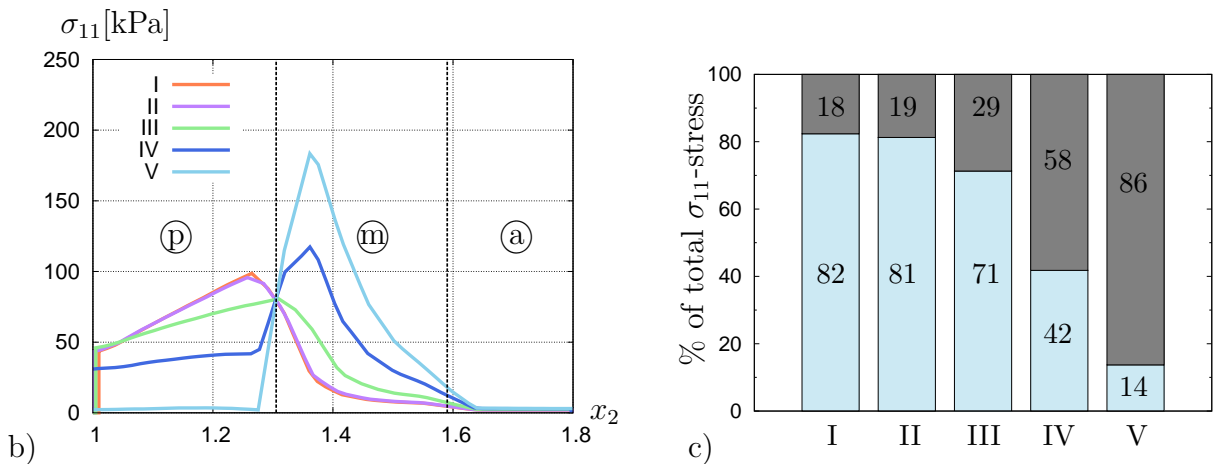 σ₁₁[kPa]
250
200
150
100
50
0
I
II
III
IV
V
p
m
a
1
1.2
1.4
1.6
1.8
x₂
b)
% of total σ₁₁-stress
100
80
60
40
20
0
18
19
29
58
86
82
81
71
42
14
I
II
III
IV
V
c)